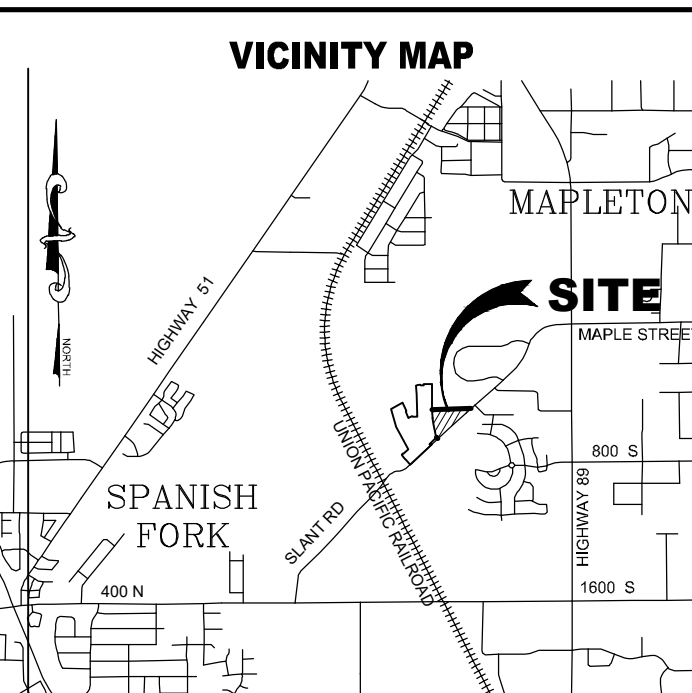 VICINITY MAP
MAPLETON
HIGHWAY 51
SITE
MAPLE STREET
NORTH
UNION PACIFIC RAILROAD
800 S
SPANISH
FORK
HIGHWAY 89
SLANT RD
400 N
1600 S